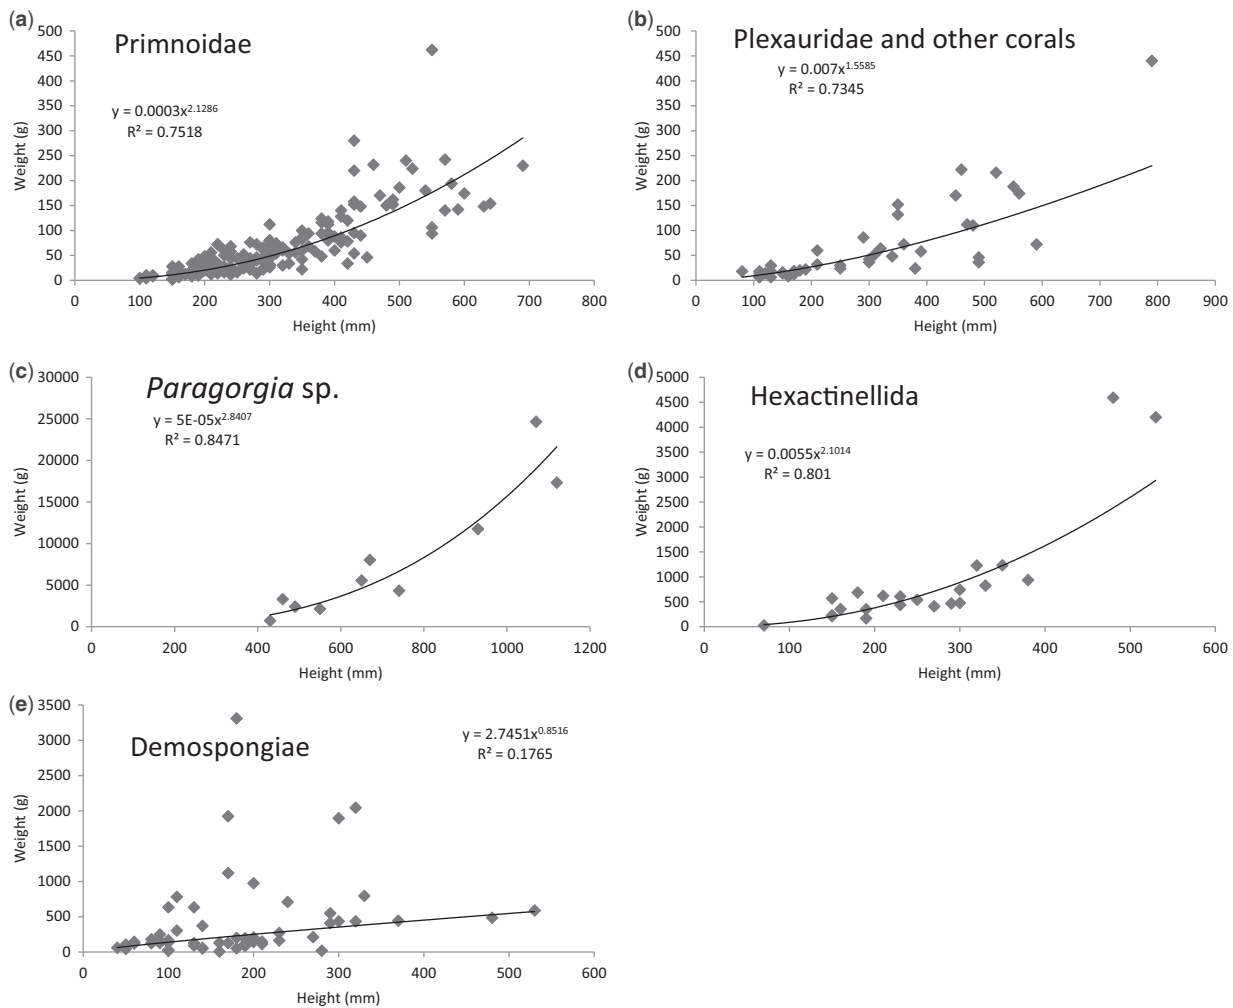 (a)
Primnoidae
y = 0.0003x^2.1286
R² = 0.7518
Weight (g)
500
450
400
350
300
250
200
150
100
50
0
0 100 200 300 400 500 600 700 800
Height (mm)
(b)
Plexauridae and other corals
y = 0.007x^1.5585
R² = 0.7345
Weight (g)
500
450
400
350
300
250
200
150
100
50
0
0 100 200 300 400 500 600 700 800 900
Height (mm)
(c)
Paragorgia sp.
y = 5E-05x^2.8407
R² = 0.8471
Weight (g)
30000
25000
20000
15000
10000
5000
0
0 200 400 600 800 1000 1200
Height (mm)
(d)
Hexactinellida
y = 0.0055x^2.1014
R² = 0.801
Weight (g)
5000
4500
4000
3500
3000
2500
2000
1500
1000
500
0
0 100 200 300 400 500 600
Height (mm)
(e)
Demospongiae
y = 2.7451x^0.8516
R² = 0.1765
Weight (g)
3500
3000
2500
2000
1500
1000
500
0
0 100 200 300 400 500 600
Height (mm)